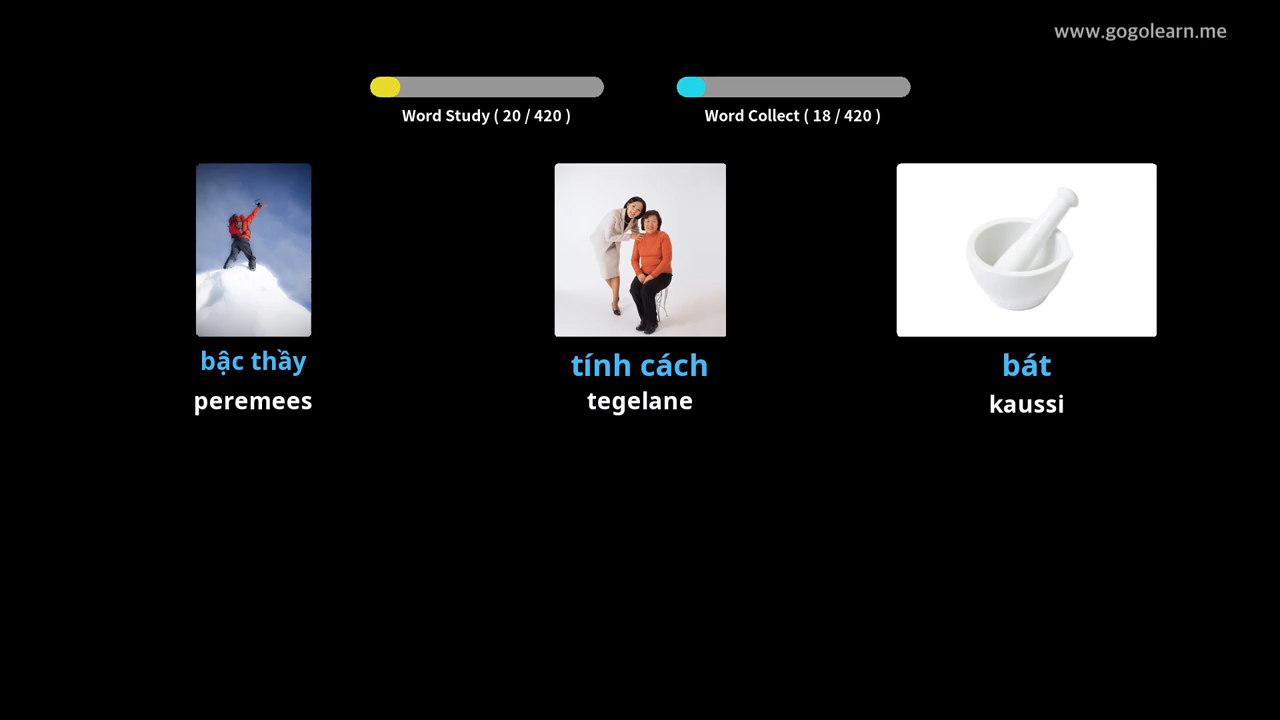 www.gogolearn.me
Word Study ( 20 / 420 )
Word Collect ( 18 / 420 )
bậc thầy
tính cách
bát
peremees
tegelane
kaussi